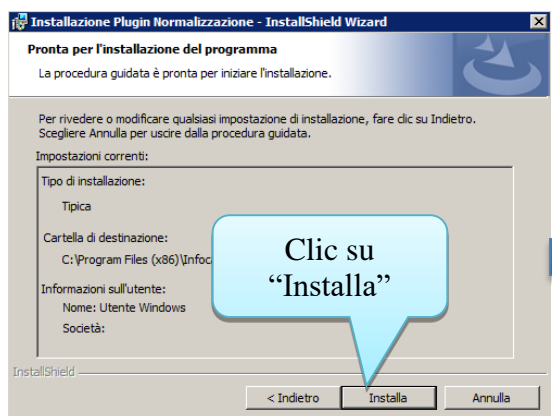 Installazione Plugin Normalizzazione - InstallShield Wizard
Pronta per l'installazione del programma
La procedura guidata è pronta per iniziare l'installazione.
Per rivedere o modificare qualsiasi impostazione di installazione, fare clic su Indietro.
Scegliere Annulla per uscire dalla procedura guidata.
Impostazioni correnti:
Tipo di installazione:
Tipica
Cartella di destinazione:
C:\Program Files (x86)\Infoc
Informazioni sull'utente:
Nome: Utente Windows
Società:
Clic su
“Installa”
InstallShield
< Indietro
Installa
Annulla